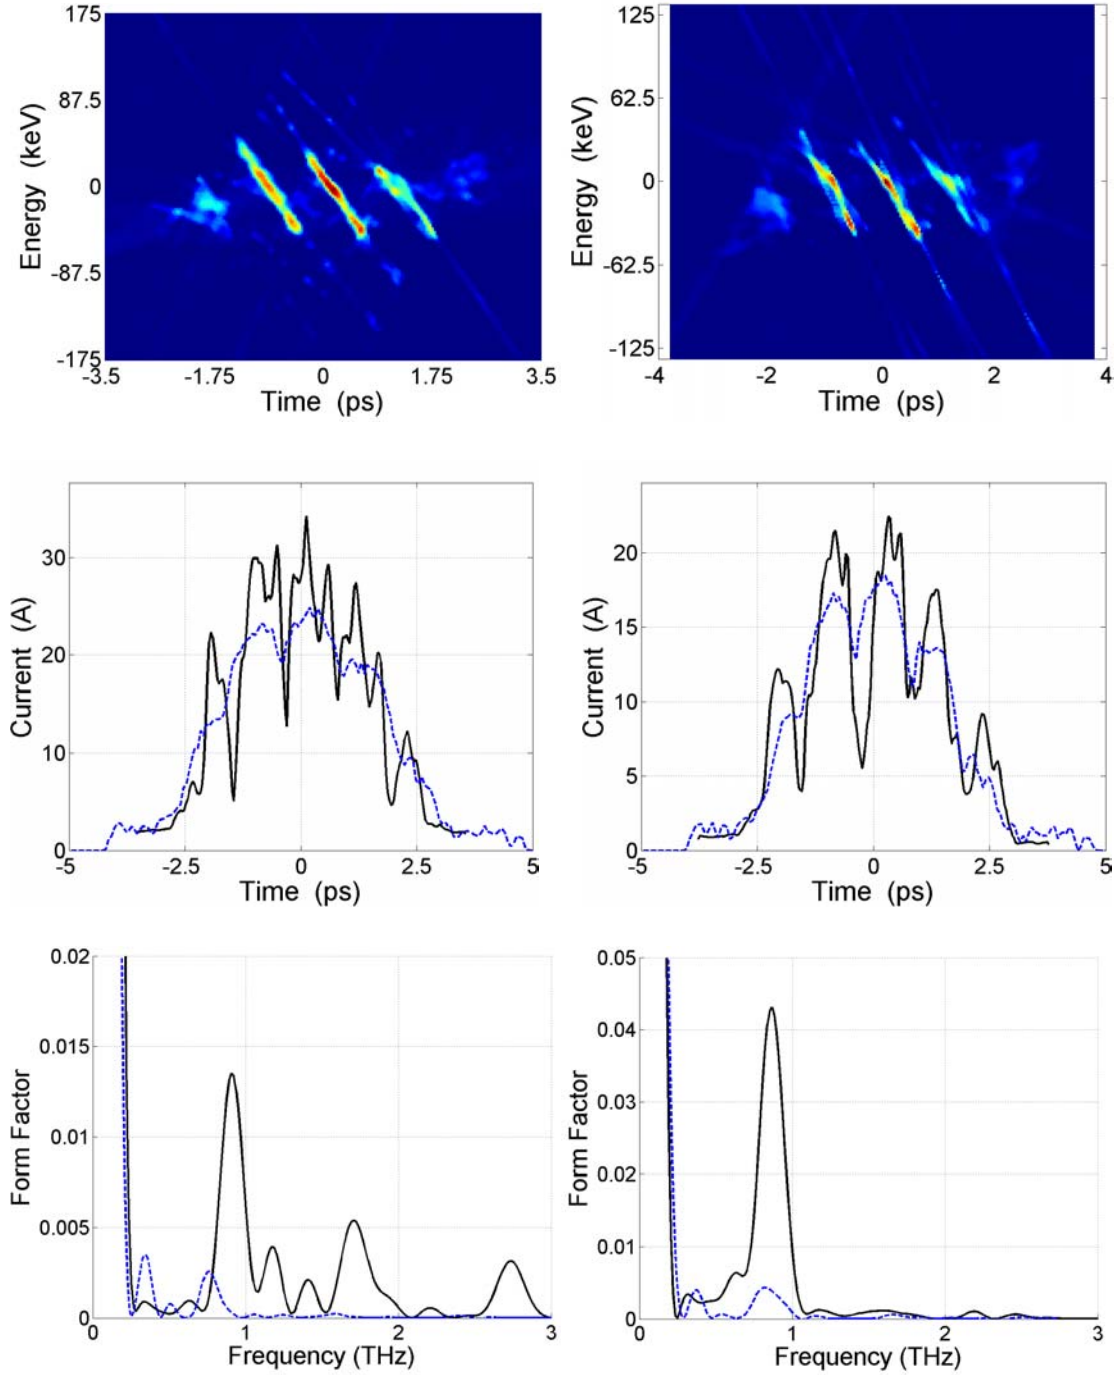 175
87.5
0
-87.5
-175
Energy (keV)
-3.5 -1.75 0 1.75 3.5
Time (ps)
125
62.5
0
-62.5
-125
Energy (keV)
-4 -2 0 2 4
Time (ps)
30
20
10
0
Current (A)
-5 -2.5 0 2.5 5
Time (ps)
20
15
10
5
0
Current (A)
-5 -2.5 0 2.5 5
Time (ps)
0.02
0.015
0.01
0.005
0
Form Factor
0 1 2 3
Frequency (THz)
0.05
0.04
0.03
0.02
0.01
0
Form Factor
0 1 2 3
Frequency (THz)